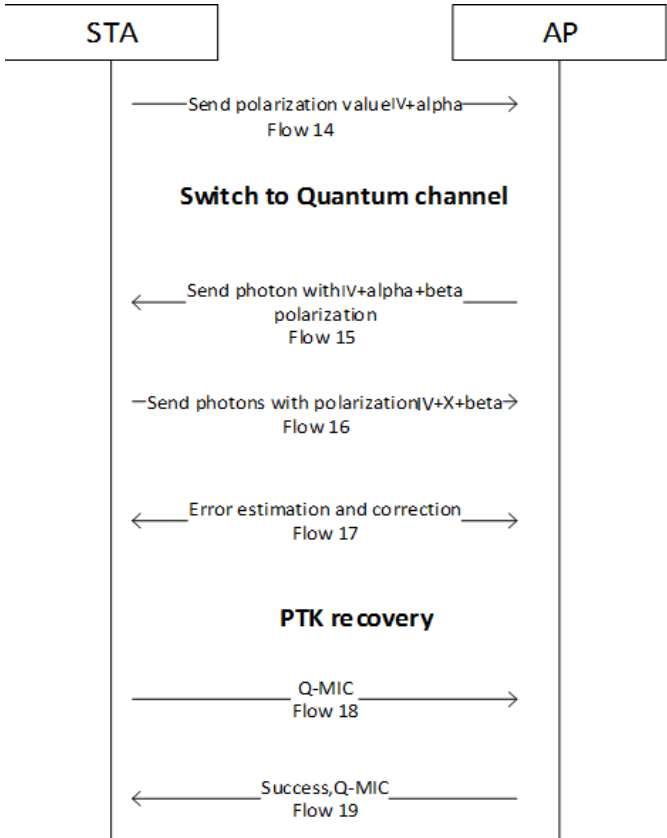 STA
AP
Send polarization valueIV+alpha
Flow 14
Switch to Quantum channel
Send photon withIV+alpha+beta
polarization
Flow 15
Send photons with polarizationIV+X+beta
Flow 16
Error estimation and correction
Flow 17
PTK recovery
Q-MIC
Flow 18
Success,Q-MIC
Flow 19